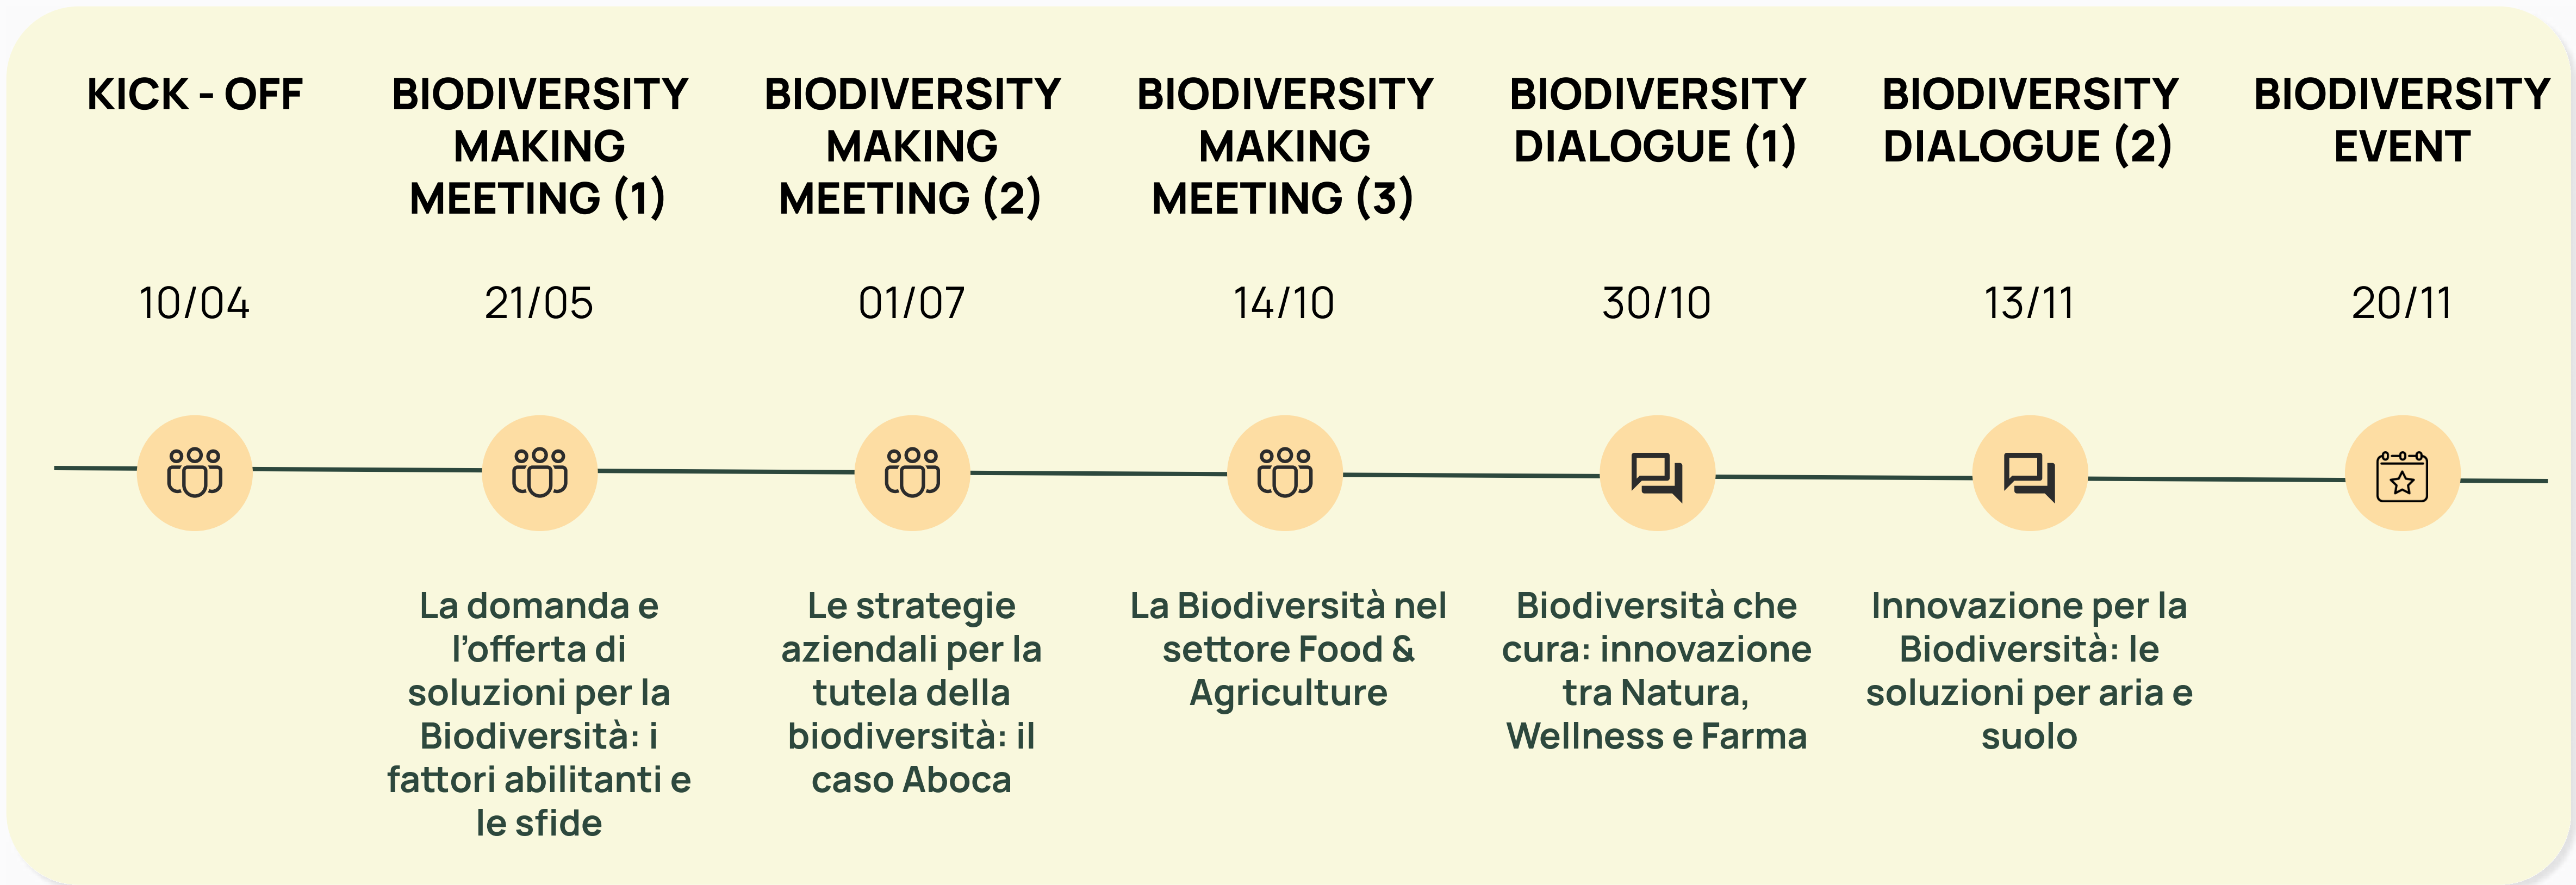 KICK - OFF
BIODIVERSITY
MAKING
MEETING (1)
BIODIVERSITY
MAKING
MEETING (2)
BIODIVERSITY
MAKING
MEETING (3)
BIODIVERSITY
DIALOGUE (1)
BIODIVERSITY
DIALOGUE (2)
BIODIVERSITY
EVENT
10/04
21/05
01/07
14/10
30/10
13/11
20/11
La domanda e
l’offerta di
soluzioni per la
Biodiversità: i
fattori abilitanti e
le sfide
Le strategie
aziendali per la
tutela della
biodiversità: il
caso Aboca
La Biodiversità nel
settore Food &
Agriculture
Biodiversità che
cura: innovazione
tra Natura,
Wellness e Farma
Innovazione per la
Biodiversità: le
soluzioni per aria e
suolo